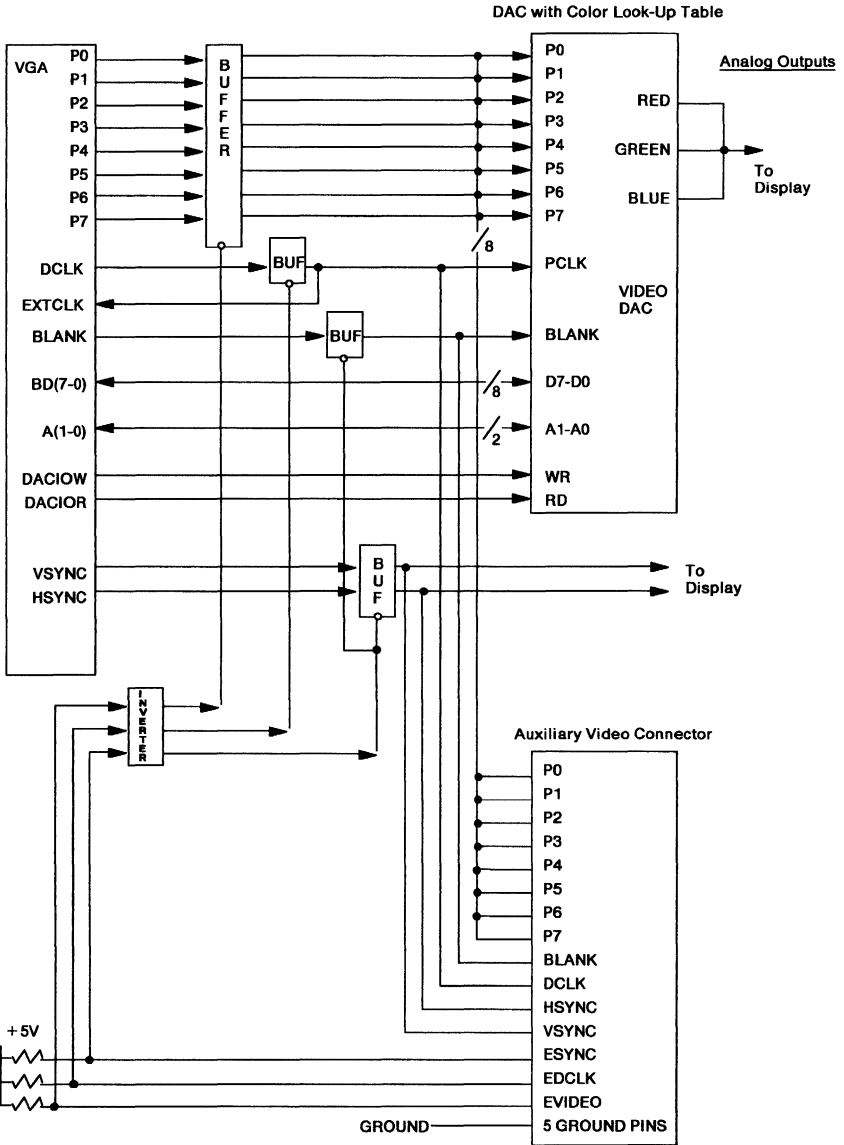 DAC with Color Look-Up Table
Analog Outputs
VGA
P0
P1
P2
P3
P4
P5
P6
P7
DCLK
EXTCLK
BLANK
BD(7-0)
A(1-0)
DACIOW
DACIOR
VSYNC
HSYNC
BUFFER
BUF
BUF
BUF
INVERTER
8
8
2
P0
P1
P2
P3
P4
P5
P6
P7
PCLK
BLANK
D7-D0
A1-A0
WR
RD
RED
GREEN
BLUE
VIDEO
DAC
To
Display
To
Display
Auxiliary Video Connector
P0
P1
P2
P3
P4
P5
P6
P7
BLANK
DCLK
HSYNC
VSYNC
ESYNC
EDCLK
EVIDEO
5 GROUND PINS
+5V
GROUND